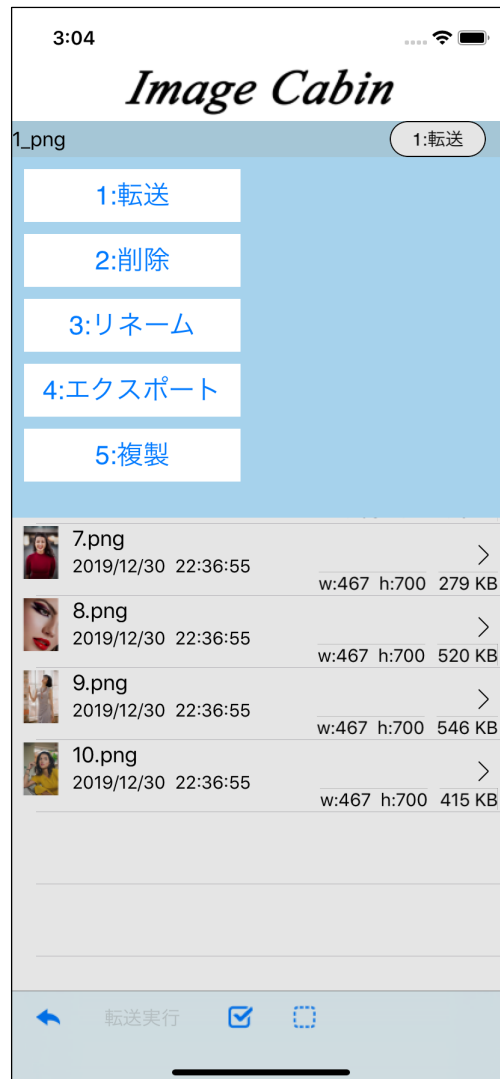 3:04
Image Cabin
1_png
1:転送
1:転送
2:削除
3:リネーム
4:エクスポート
5:複製
7.png
2019/12/30 22:36:55
w:467 h:700 279 KB
8.png
2019/12/30 22:36:55
w:467 h:700 520 KB
9.png
2019/12/30 22:36:55
w:467 h:700 546 KB
10.png
2019/12/30 22:36:55
w:467 h:700 415 KB
転送実行